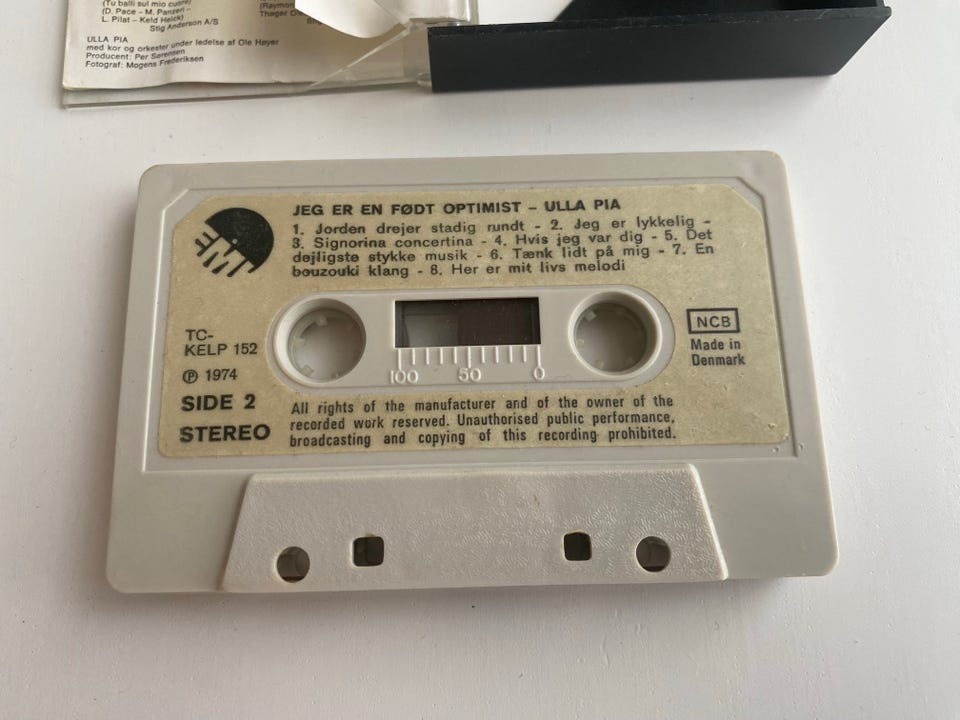 (Tu balli sul mio cuore)
(D. Pace - M. Panzeri -
L. Pilat - Keld Heick)
Stig Anderson A/S
(Raymon
Thøger Ols
Stig
ULLA PIA
med kor og orkester under ledelse af Ole Høyer
Producent: Per Sørensen
Fotograf: Mogens Frederiksen
EMI
JEG ER EN FØDT OPTIMIST - ULLA PIA
1. Jorden drejer stadig rundt - 2. Jeg er lykkelig -
3. Signorina concertina - 4. Hvis jeg var dig - 5. Det
dejligste stykke musik - 6. Tænk lidt på mig - 7. En
bouzouki klang - 8. Her er mit livs melodi
TC-
KELP 152
Ⓟ 1974
SIDE 2
STEREO
100 50 0
NCB
Made in
Denmark
All rights of the manufacturer and of the owner of the
recorded work reserved. Unauthorised public performance,
broadcasting and copying of this recording prohibited.